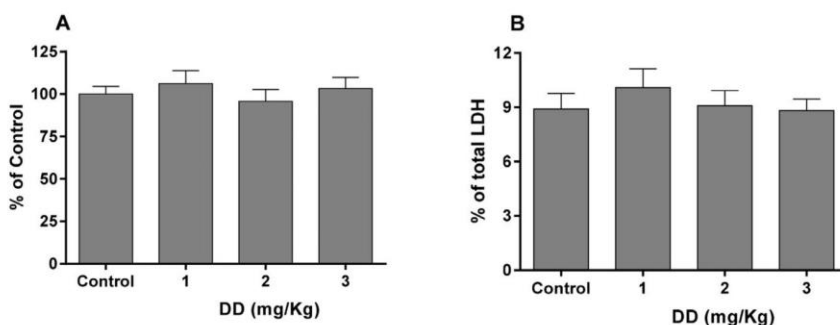 A
% of Control
125
100
75
50
25
0
Control 1 2 3
DD (mg/Kg)
B
% of total LDH
12
9
6
3
0
Control 1 2 3
DD (mg/Kg)